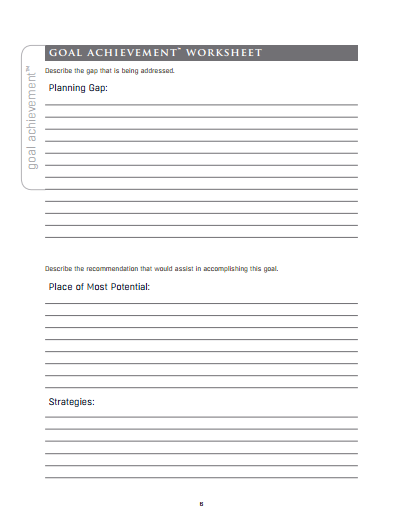 GOAL ACHIEVEMENT™ WORKSHEET
Describe the gap that is being addressed.
Planning Gap:
goal achievement™
Describe the recommendation that would assist in accomplishing this goal.
Place of Most Potential:
Strategies:
6